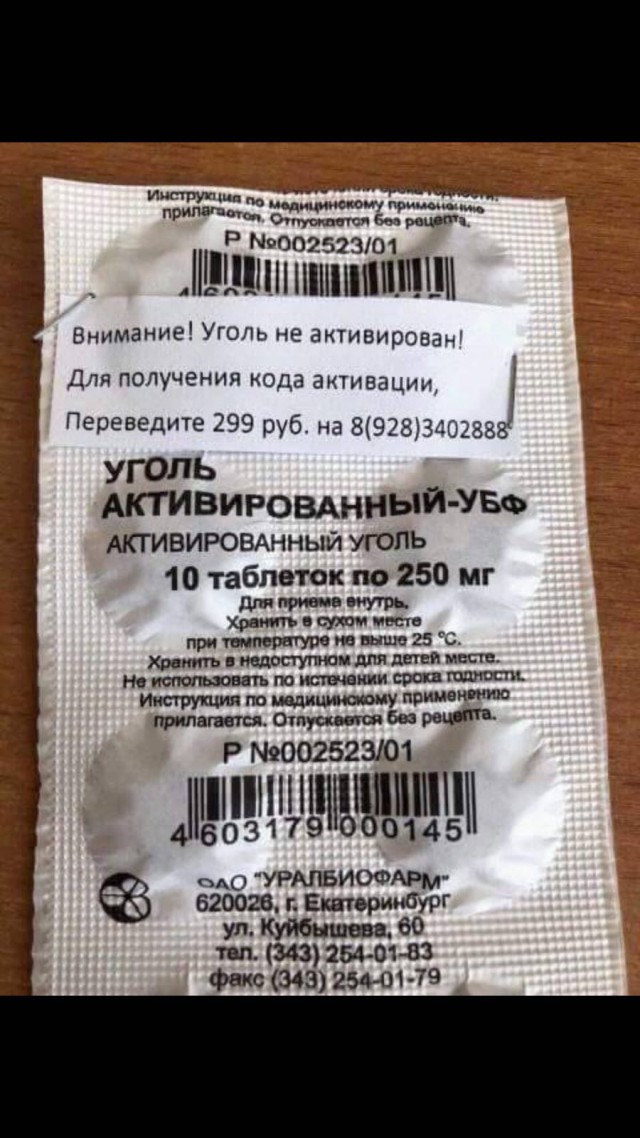 Инструкция по медицинскому применению
прилагается. Отпускается без рецепта.
Р №002523/01
Внимание! Уголь не активирован!
Для получения кода активации,
Переведите 299 руб. на 8(928)3402888
УГОЛЬ
АКТИВИРОВАННЫЙ-УБФ
АКТИВИРОВАННЫЙ УГОЛЬ
10 таблеток по 250 мг
Для приема внутрь.
Хранить в сухом месте
при температуре не выше 25 °С.
Хранить в недоступном для детей месте.
Не использовать по истечении срока годности.
Инструкция по медицинскому применению
прилагается. Отпускается без рецепта.
Р №002523/01
4 603179 000145
ОАО "УРАЛБИОФАРМ"
620026, г. Екатеринбург
ул. Куйбышева, 60
тел. (343) 254-01-83
факс (343) 254-01-79